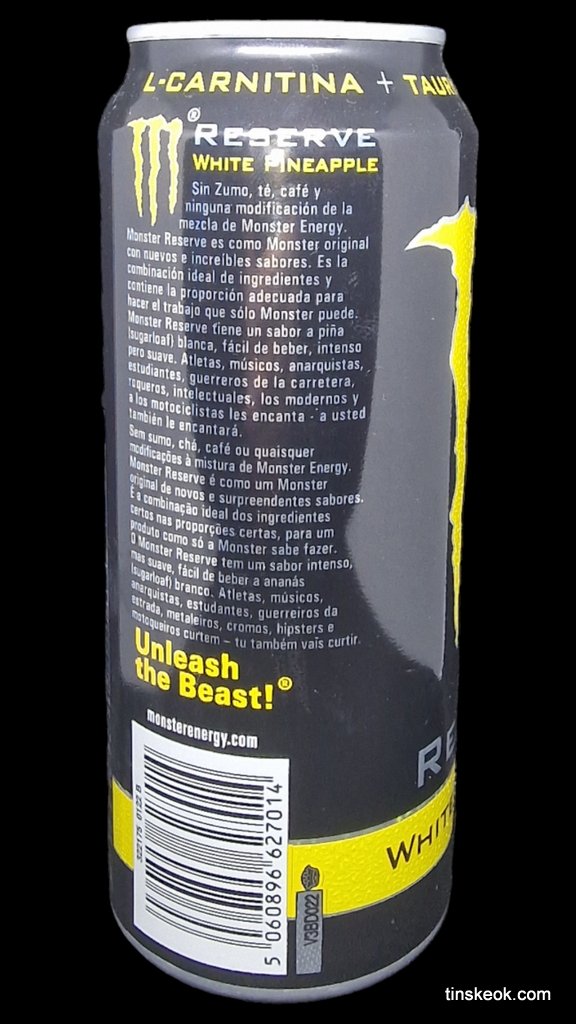 L-CARNITINA + TAUR
® RESERVE
WHITE PINEAPPLE
Sin Zumo, té, café y
ninguna modificación de la
mezcla de Monster Energy.
Monster Reserve es como Monster original
con nuevos e increíbles sabores. Es la
combinación ideal de ingredientes y
contiene la proporción adecuada para
hacer el trabajo que sólo Monster puede.
Monster Reserve tiene un sabor a piña
(sugarloaf) blanca, fácil de beber, intenso
pero suave. Atletas, músicos, anarquistas,
estudiantes, guerreros de la carretera,
roqueros, intelectuales, los modernos y
a los motociclistas les encanta - a usted
también le encantará.
Sem sumo, chá, café ou quaisquer
modificações à mistura de Monster Energy.
Monster Reserve é como um Monster
original de novos e surpreendentes sabores.
É a combinação ideal dos ingredientes
certos nas proporções certas, para um
produto como só a Monster sabe fazer.
O Monster Reserve tem um sabor intenso,
mas suave, fácil de beber a ananás
(sugarloaf) branco. Atletas, músicos,
anarquistas, estudantes, guerreiros da
estrada, metaleiros, cromos, hipsters e
motoqueiros curtem – tu também vais curtir.
Unleash
the Beast!®
monsterenergy.com
322175 0122 B
5 060896 627014
V3BD022
RE
WHITE
tinskeok.com